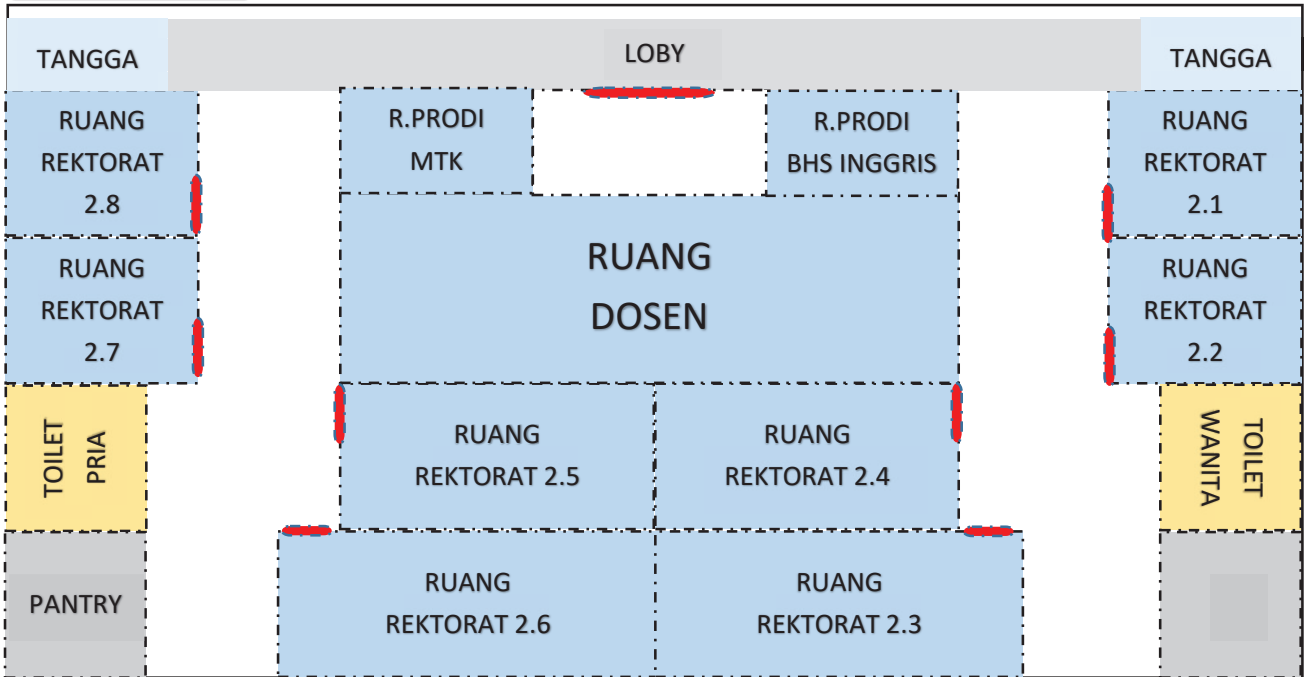 TANGGA
LOBY
TANGGA
RUANG
REKTORAT
2.8
R.PRODI
MTK
R.PRODI
BHS INGGRIS
RUANG
REKTORAT
2.1
RUANG
REKTORAT
2.7
RUANG
DOSEN
RUANG
REKTORAT
2.2
TOILET
PRIA
RUANG
REKTORAT 2.5
RUANG
REKTORAT 2.4
TOILET
WANITA
PANTRY
RUANG
REKTORAT 2.6
RUANG
REKTORAT 2.3